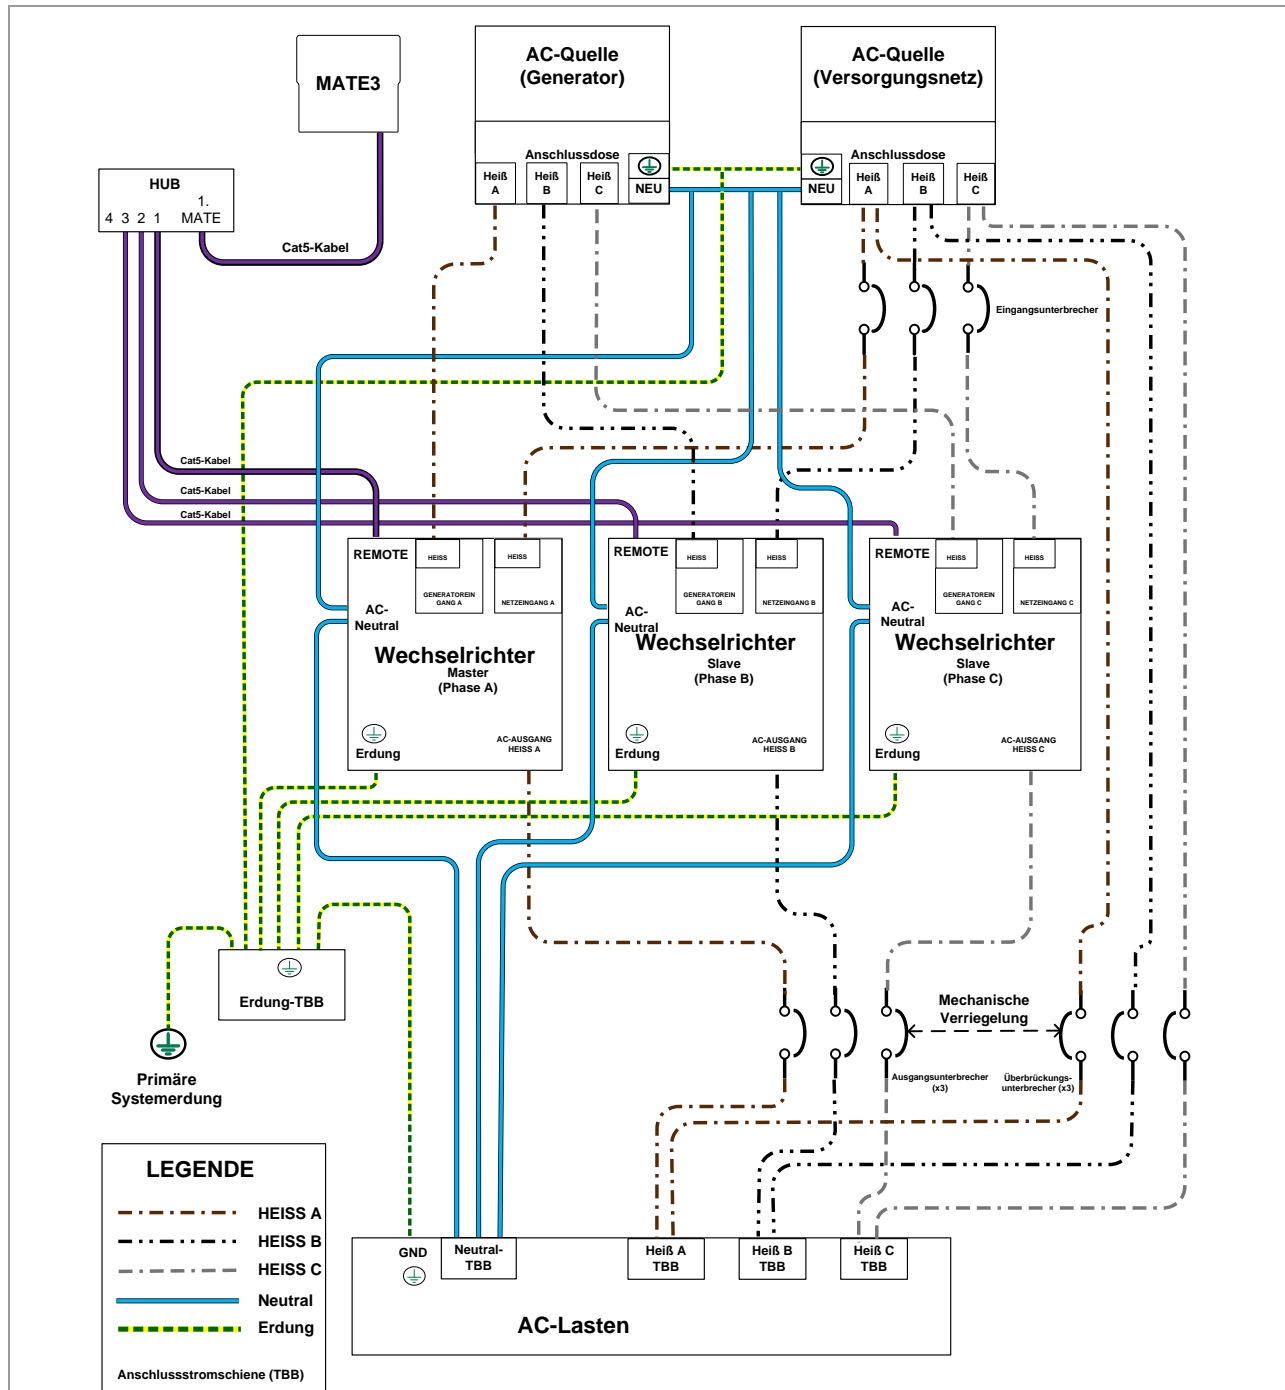 MATE3
AC-Quelle
(Generator)
AC-Quelle
(Versorgungsnetz)
Anschlussdose
Heiß
A
Heiß
B
Heiß
C
NEU
Anschlussdose
NEU
Heiß
A
Heiß
B
Heiß
C
HUB
4 3 2 1
1.
MATE
Cat5-Kabel
Eingangsunterbrecher
Cat5-Kabel
Cat5-Kabel
Cat5-Kabel
REMOTE
HEISS
GENERATOREIN
GANG A
HEISS
NETZEINGANG A
AC-
Neutral
Wechselrichter
Master
(Phase A)
Erdung
AC-AUSGANG
HEISS A
REMOTE
HEISS
GENERATOREIN
GANG B
HEISS
NETZEINGANG B
AC-
Neutral
Wechselrichter
Slave
(Phase B)
Erdung
AC-AUSGANG
HEISS B
REMOTE
HEISS
GENERATOREIN
GANG C
HEISS
NETZEINGANG C
AC-
Neutral
Wechselrichter
Slave
(Phase C)
Erdung
AC-AUSGANG
HEISS C
Erdung-TBB
Primäre
Systemerdung
Mechanische
Verriegelung
Ausgangsunterbrecher
(x3)
Überbrückungs-
unterbrecher (x3)
LEGENDE
HEISS A
HEISS B
HEISS C
Neutral
Erdung
Anschlussstromschiene (TBB)
GND
Neutral-
TBB
Heiß A
TBB
Heiß B
TBB
Heiß C
TBB
AC-Lasten